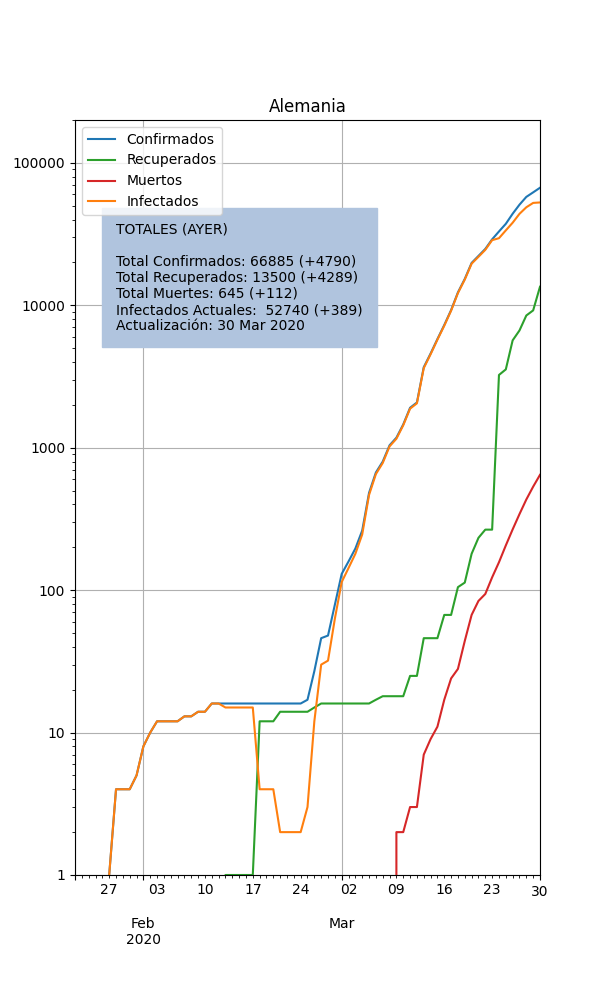 Alemania
Confirmados
Recuperados
Muertos
Infectados
TOTALES (AYER)
Total Confirmados: 66885 (+4790)
Total Recuperados: 13500 (+4289)
Total Muertes: 645 (+112)
Infectados Actuales:  52740 (+389)
Actualización: 30 Mar 2020
100000
10000
1000
100
10
1
27 03 10 17 24 02 09 16 23 30
Feb Mar
2020